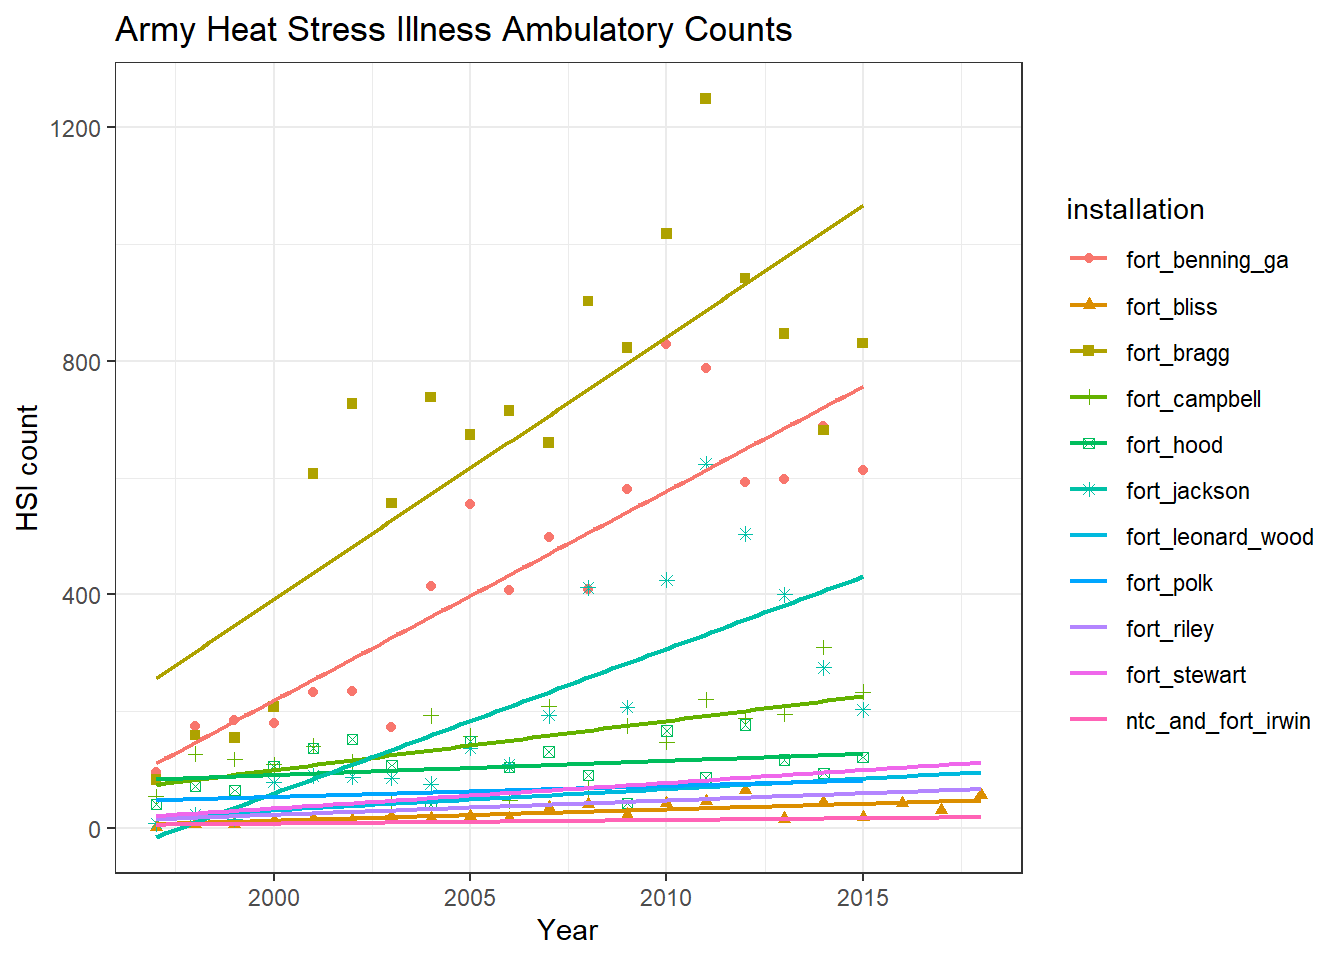 Army Heat Stress Illness Ambulatory Counts
1200
800
400
0
HSI count
2000 2005 2010 2015
Year
installation
fort_benning_ga
fort_bliss
fort_bragg
fort_campbell
fort_hood
fort_jackson
fort_leonard_wood
fort_polk
fort_riley
fort_stewart
ntc_and_fort_irwin